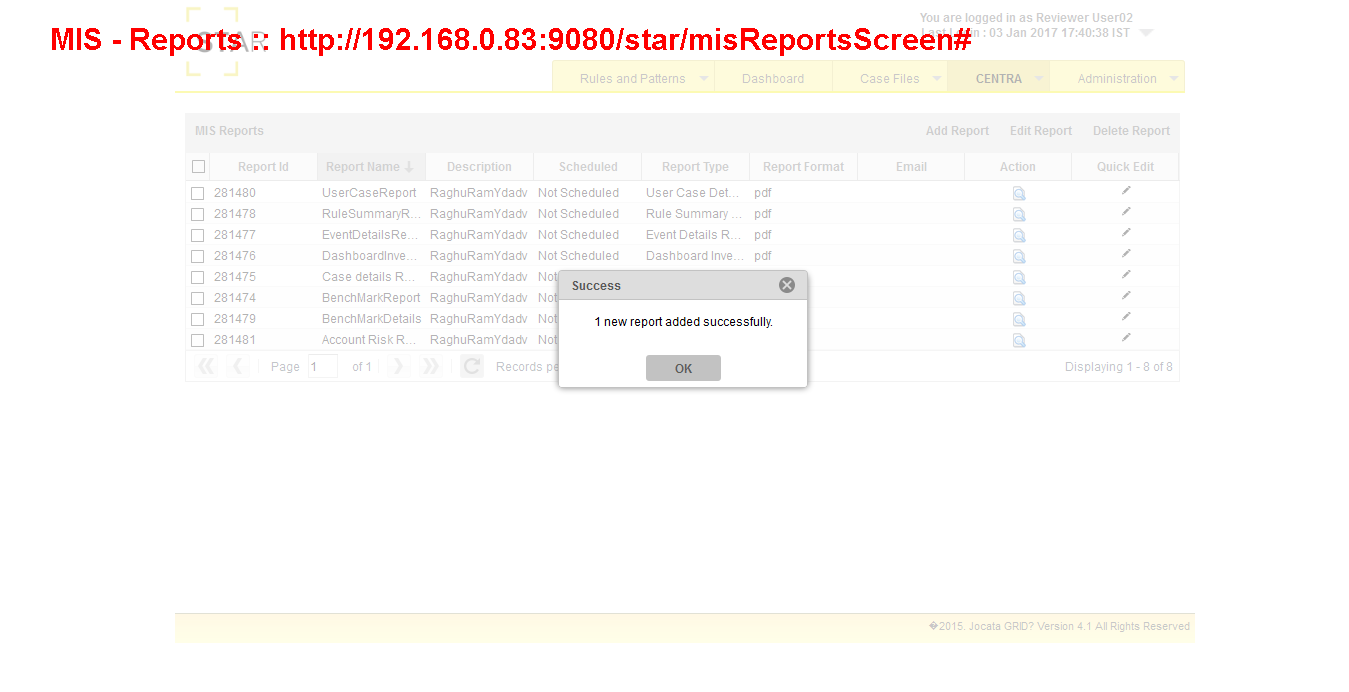 You are logged in as Reviewer User02
MIS - Reports :: http://192.168.0.83:9080/star/misReportsScreen#
STAR
Last Login : 03 Jan 2017 17:40:38 IST
Rules and Patterns Dashboard Case Files CENTRA Administration
MIS Reports Add Report Edit Report Delete Report
Report Id Report Name Description Scheduled Report Type Report Format Email Action Quick Edit
281480 UserCaseReport RaghuRamYdadv Not Scheduled User Case Det... pdf
281478 RuleSummaryR... RaghuRamYdadv Not Scheduled Rule Summary ... pdf
281477 EventDetailsRe... RaghuRamYdadv Not Scheduled Event Details R... pdf
281476 DashboardInve... RaghuRamYdadv Not Scheduled Dashboard Inve... pdf
281475 Case details R... RaghuRamYdadv Not
281474 BenchMarkReport RaghuRamYdadv Not
281479 BenchMarkDetails RaghuRamYdadv Not
281481 Account Risk R... RaghuRamYdadv Not
Success
1 new report added successfully.
OK
Page 1 of 1 Records pe Displaying 1 - 8 of 8
�2015. Jocata GRID? Version 4.1 All Rights Reserved